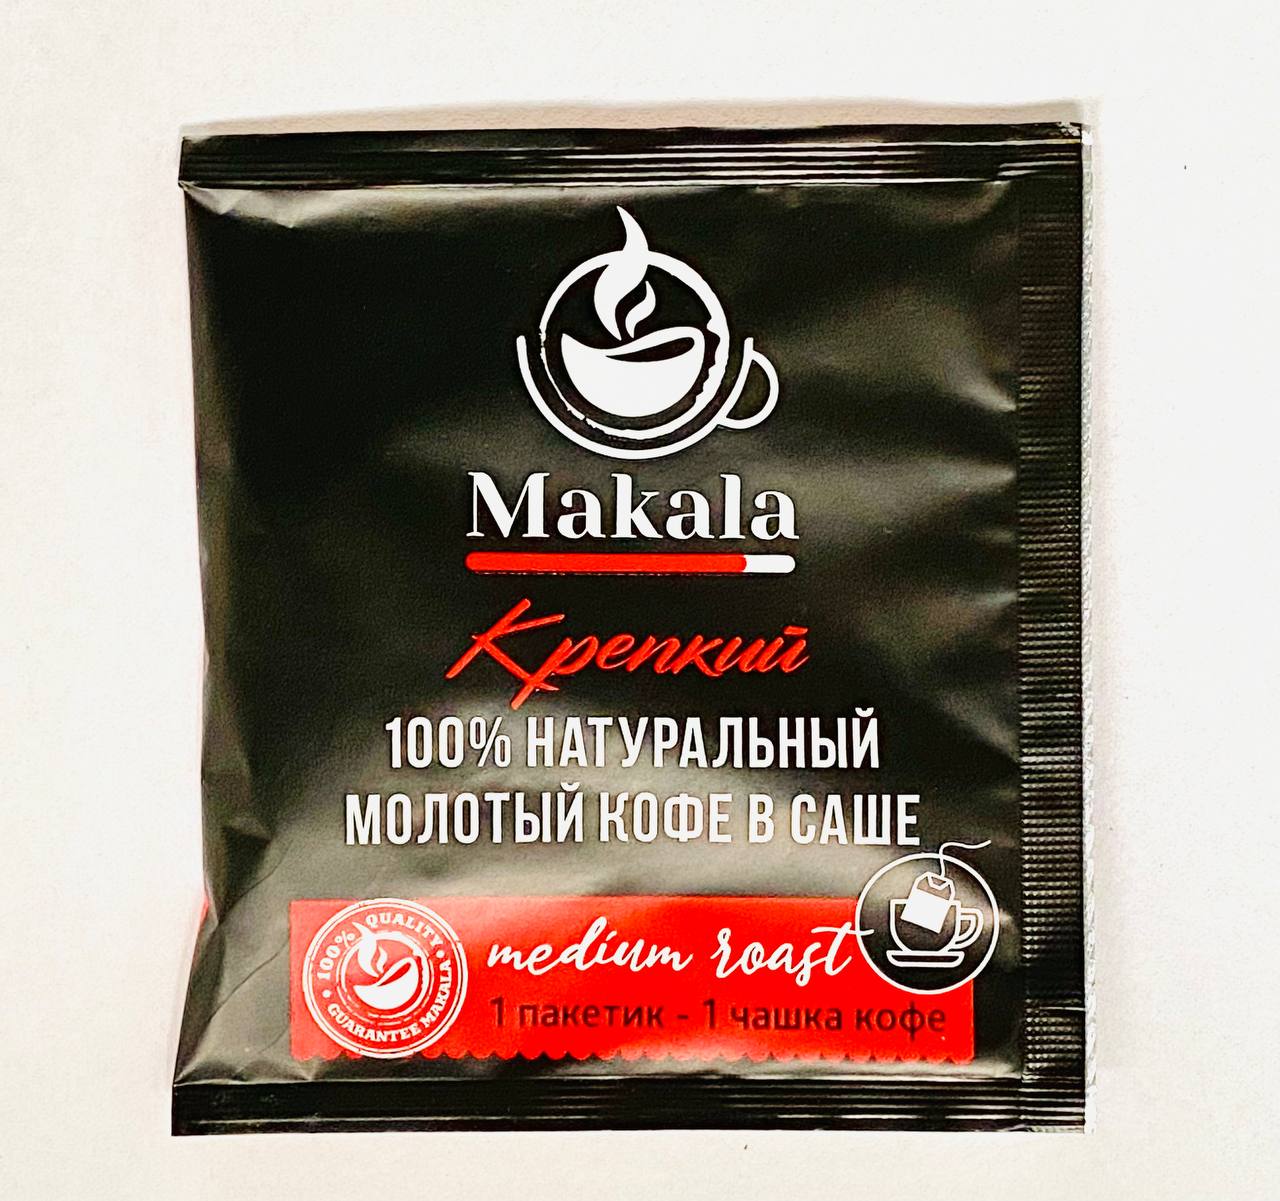 Makala
Крепкий
100% НАТУРАЛЬНЫЙ
МОЛОТЫЙ КОФЕ В САШЕ
100% QUALITY
GUARANTEE MAKALA
medium roast
1 пакетик - 1 чашка кофе